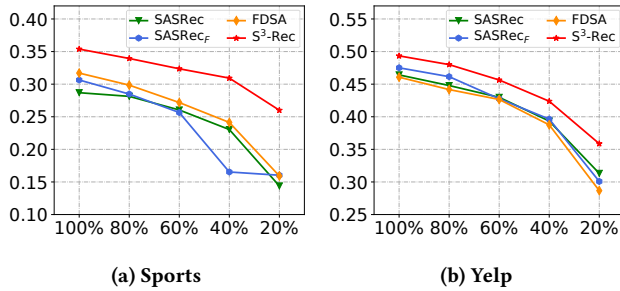 SASRec FDSA
SASRec_F S³-Rec
0.40
0.35
0.30
0.25
0.20
0.15
0.10
100% 80% 60% 40% 20%
(a) Sports
SASRec FDSA
SASRec_F S³-Rec
0.55
0.50
0.45
0.40
0.35
0.30
0.25
100% 80% 60% 40% 20%
(b) Yelp